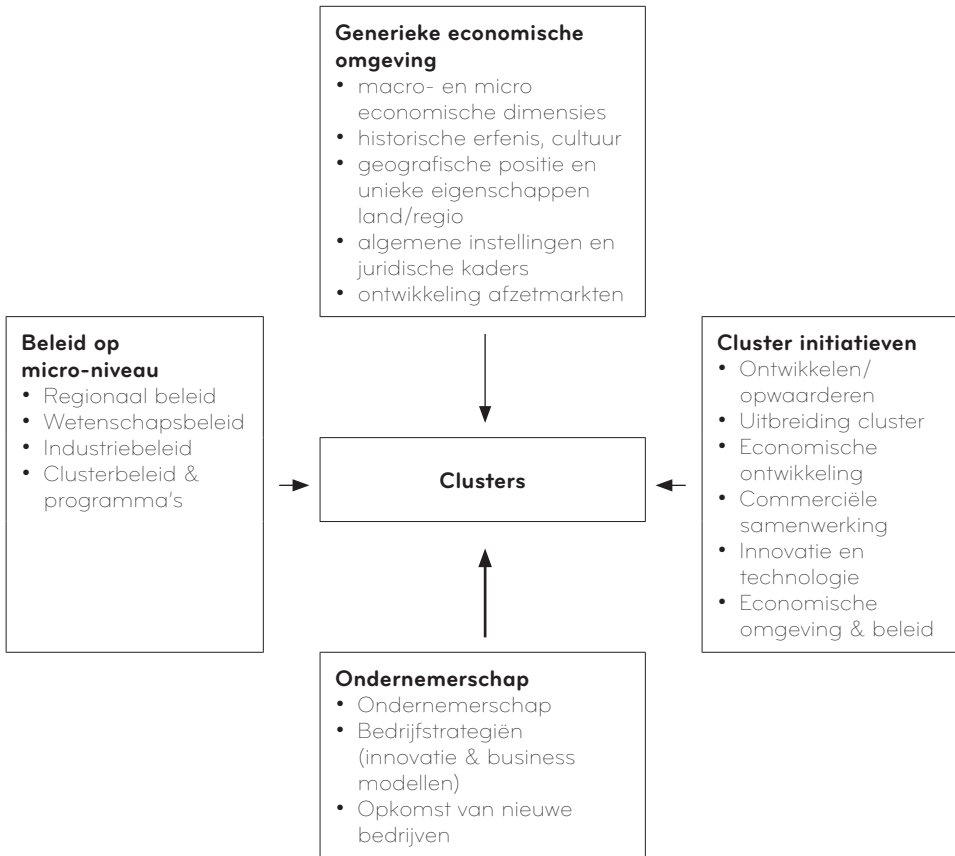 Generieke economische
omgeving
• macro- en micro
economische dimensies
• historische erfenis, cultuur
• geografische positie en
unieke eigenschappen
land/regio
• algemene instellingen en
juridische kaders
• ontwikkeling afzetmarkten
Beleid op
micro-niveau
• Regionaal beleid
• Wetenschapsbeleid
• Industriebeleid
• Clusterbeleid &
programma's
Clusters
Cluster initiatieven
• Ontwikkelen/
opwaarderen
• Uitbreiding cluster
• Economische
ontwikkeling
• Commerciële
samenwerking
• Innovatie en
technologie
• Economische
omgeving & beleid
Ondernemerschap
• Ondernemerschap
• Bedrijfstrategiën
(innovatie & business
modellen)
• Opkomst van nieuwe
bedrijven